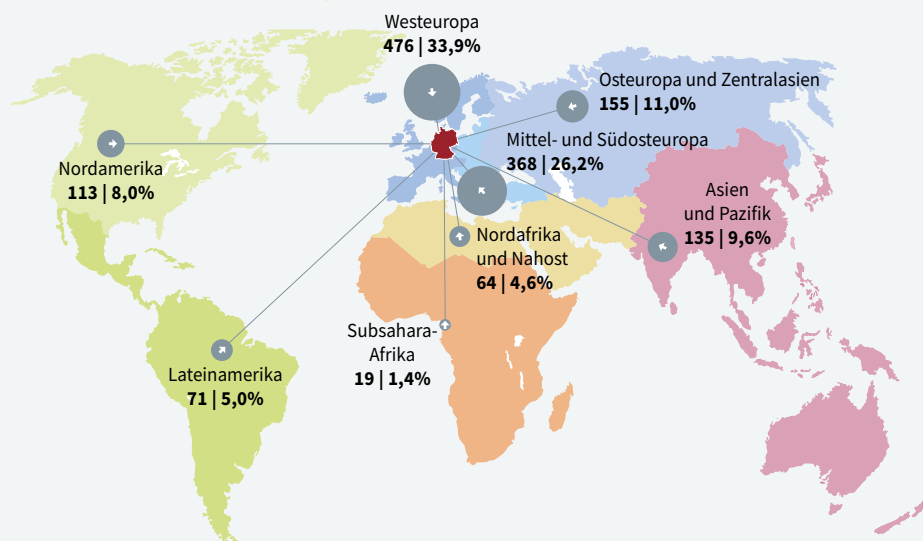 Westeuropa
476 | 33,9%
Osteuropa und Zentralasien
155 | 11,0%
Mittel- und Südosteuropa
368 | 26,2%
Nordamerika
113 | 8,0%
Asien
und Pazifik
135 | 9,6%
Nordafrika
und Nahost
64 | 4,6%
Subsahara-
Afrika
19 | 1,4%
Lateinamerika
71 | 5,0%